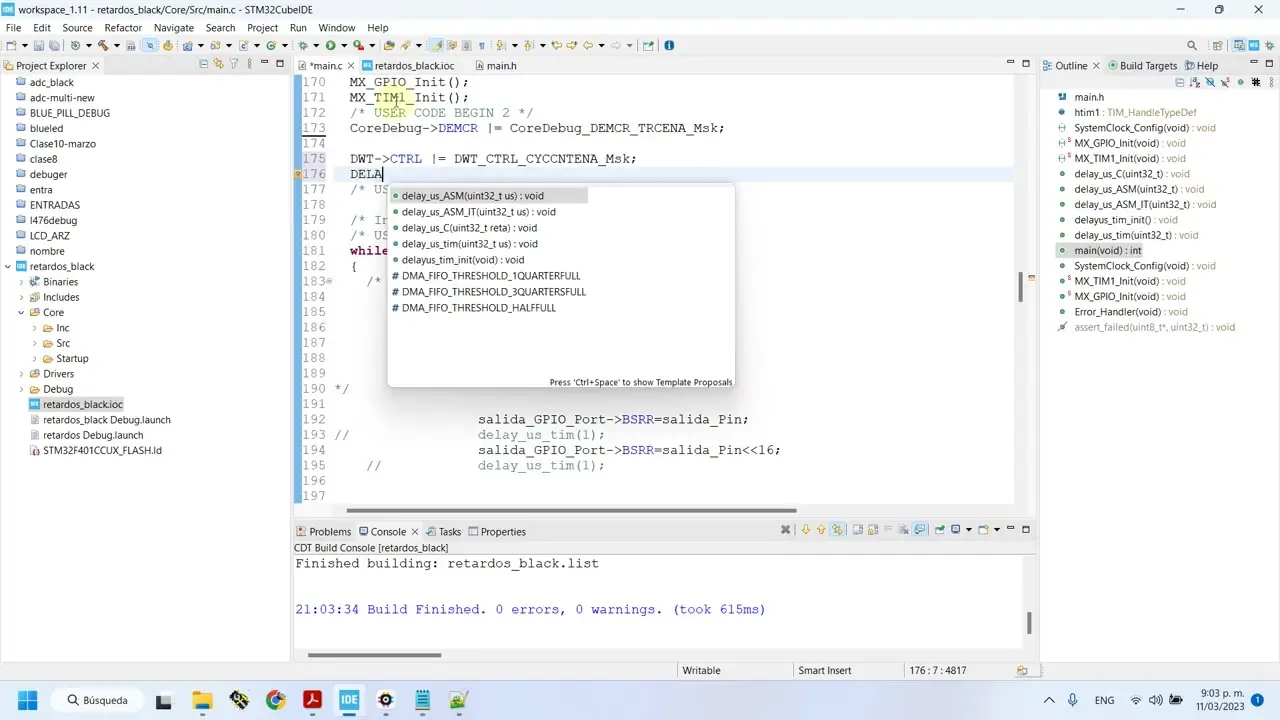 workspace_1.11 - retardos_black/Core/Src/main.c - STM32CubeIDE
File Edit Source Refactor Navigate Search Project Run Window Help
Project Explorer
adc_black
adc-multi-new
BLUE_PILL_DEBUG
blueled
Clase10-marzo
clase8
debuger
entra
ENTRADAS
l476debug
LCD_ARZ
nombre
retardos_black
Binaries
Includes
Core
Inc
Src
Startup
Drivers
Debug
retardos_black.ioc
retardos_black Debug.launch
retardos Debug.launch
STM32F401CCUX_FLASH.ld
*main.c retardos_black.ioc main.h
170 MX_GPIO_Init();
171 MX_TIM1_Init();
172 /* USER CODE BEGIN 2 */
173 CoreDebug->DEMCR |= CoreDebug_DEMCR_TRCENA_Msk;
174
175 DWT->CTRL |= DWT_CTRL_CYCCNTENA_Msk;
176 DELA
177 /* US
178
179 /* In
180 /* US
181 while
182 {
183 /*
184
185
186
187
188
189
190 */
191
192 salida_GPIO_Port->BSRR=salida_Pin;
193 // delay_us_tim(1);
194 salida_GPIO_Port->BSRR=salida_Pin<<16;
195 // delay_us_tim(1);
196
197
delay_us_ASM(uint32_t us) : void
delay_us_ASM_IT(uint32_t us) : void
delay_us_C(uint32_t reta) : void
delay_us_tim(uint32_t us) : void
delayus_tim_init(void) : void
# DMA_FIFO_THRESHOLD_1QUARTERFULL
# DMA_FIFO_THRESHOLD_3QUARTERSFULL
# DMA_FIFO_THRESHOLD_HALFFULL
Press 'Ctrl+Space' to show Template Proposals
Outline Build Targets Help
main.h
htim1 : TIM_HandleTypeDef
SystemClock_Config(void) : void
MX_GPIO_Init(void) : void
MX_TIM1_Init(void) : void
delay_us_C(uint32_t) : void
delay_us_ASM(uint32_t) : void
delay_us_ASM_IT(uint32_t) : void
delayus_tim_init() : void
delay_us_tim(uint32_t) : void
main(void) : int
SystemClock_Config(void) : void
MX_TIM1_Init(void) : void
MX_GPIO_Init(void) : void
Error_Handler(void) : void
assert_failed(uint8_t*, uint32_t) : void
Problems Console Tasks Properties
CDT Build Console [retardos_black]
Finished building: retardos_black.list
21:03:34 Build Finished. 0 errors, 0 warnings. (took 615ms)
Writable Smart Insert 176 : 7 : 4817
Búsqueda
IDE
ENG
9:03 p. m.
11/03/2023
1